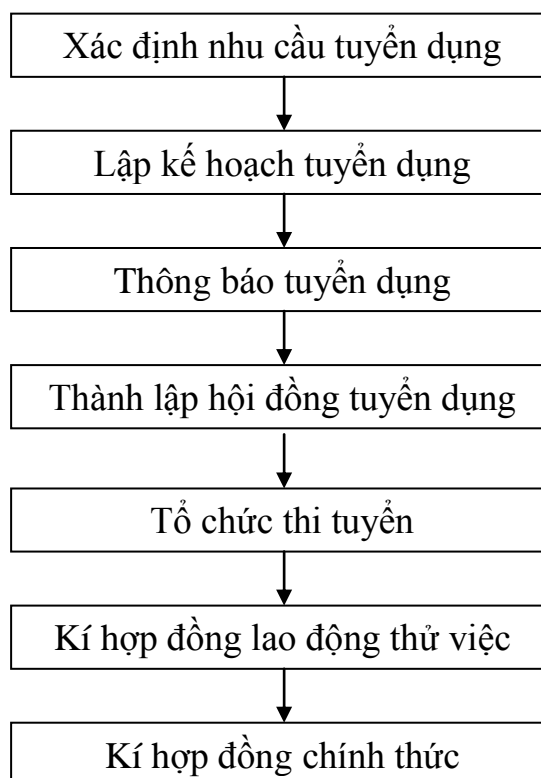 Xác định nhu cầu tuyển dụng
Lập kế hoạch tuyển dụng
Thông báo tuyển dụng
Thành lập hội đồng tuyển dụng
Tổ chức thi tuyển
Kí hợp đồng lao động thử việc
Kí hợp đồng chính thức